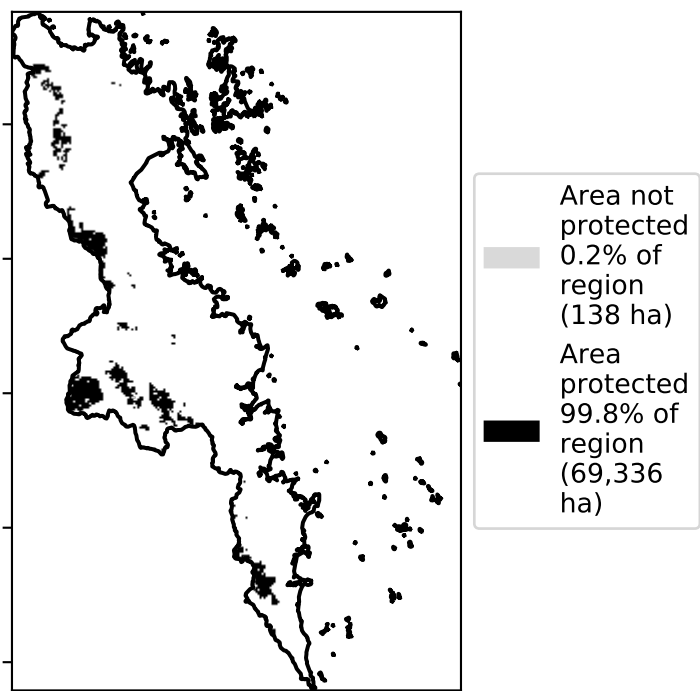 Area not
protected
0.2% of
region
(138 ha)
Area
protected
99.8% of
region
(69,336
ha)